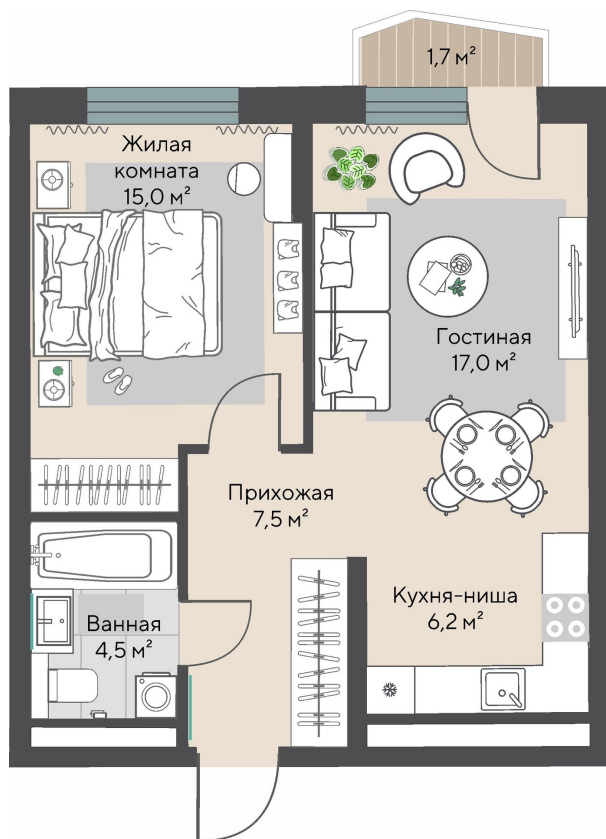 1,7 м²
Жилая
комната
15,0 м²
Гостиная
17,0 м²
Прихожая
7,5 м²
Кухня-ниша
6,2 м²
Ванная
4,5 м²